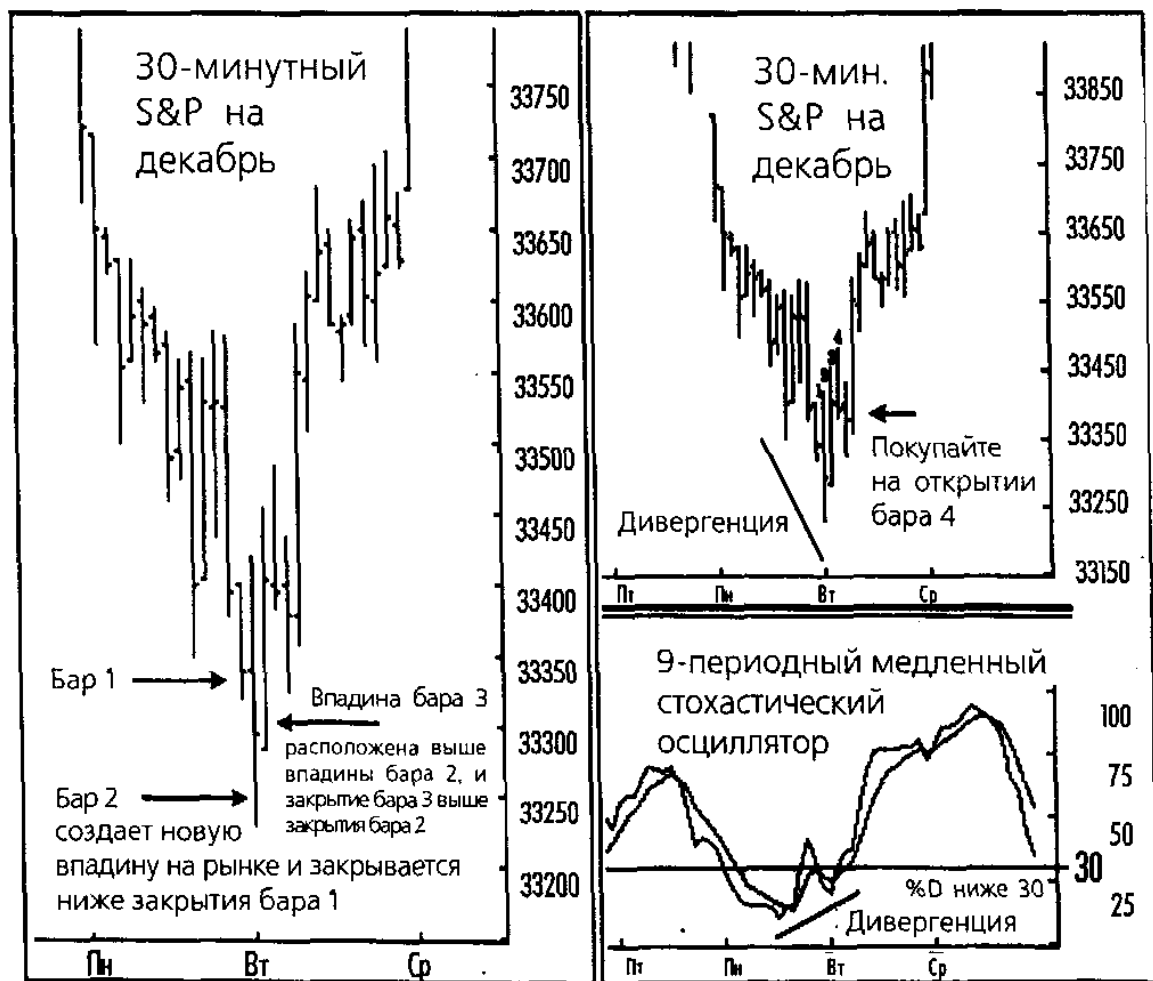 30-минутный
S&P на
декабрь
33750
33700
33650
33600
33550
33500
33450
33400
33350
33300
33250
33200
Бар 1
Впадина бара 3
расположена выше
впадины бара 2, и
закрытие бара 3 выше
закрытия бара 2
Бар 2
создает новую
впадину на рынке и закрывается
ниже закрытия бара 1
Пн Вт Ср
30-мин.
S&P на
декабрь
33850
33750
33650
33550
33450
33350
33250
33150
4
Покупайте
на открытии
бара 4
Дивергенция
Пт Пн Вт Ср
9-периодный медленный
стохастический
осциллятор
100
75
50
30
25
%D ниже 30
Дивергенция
Пт Пн Вт Ср